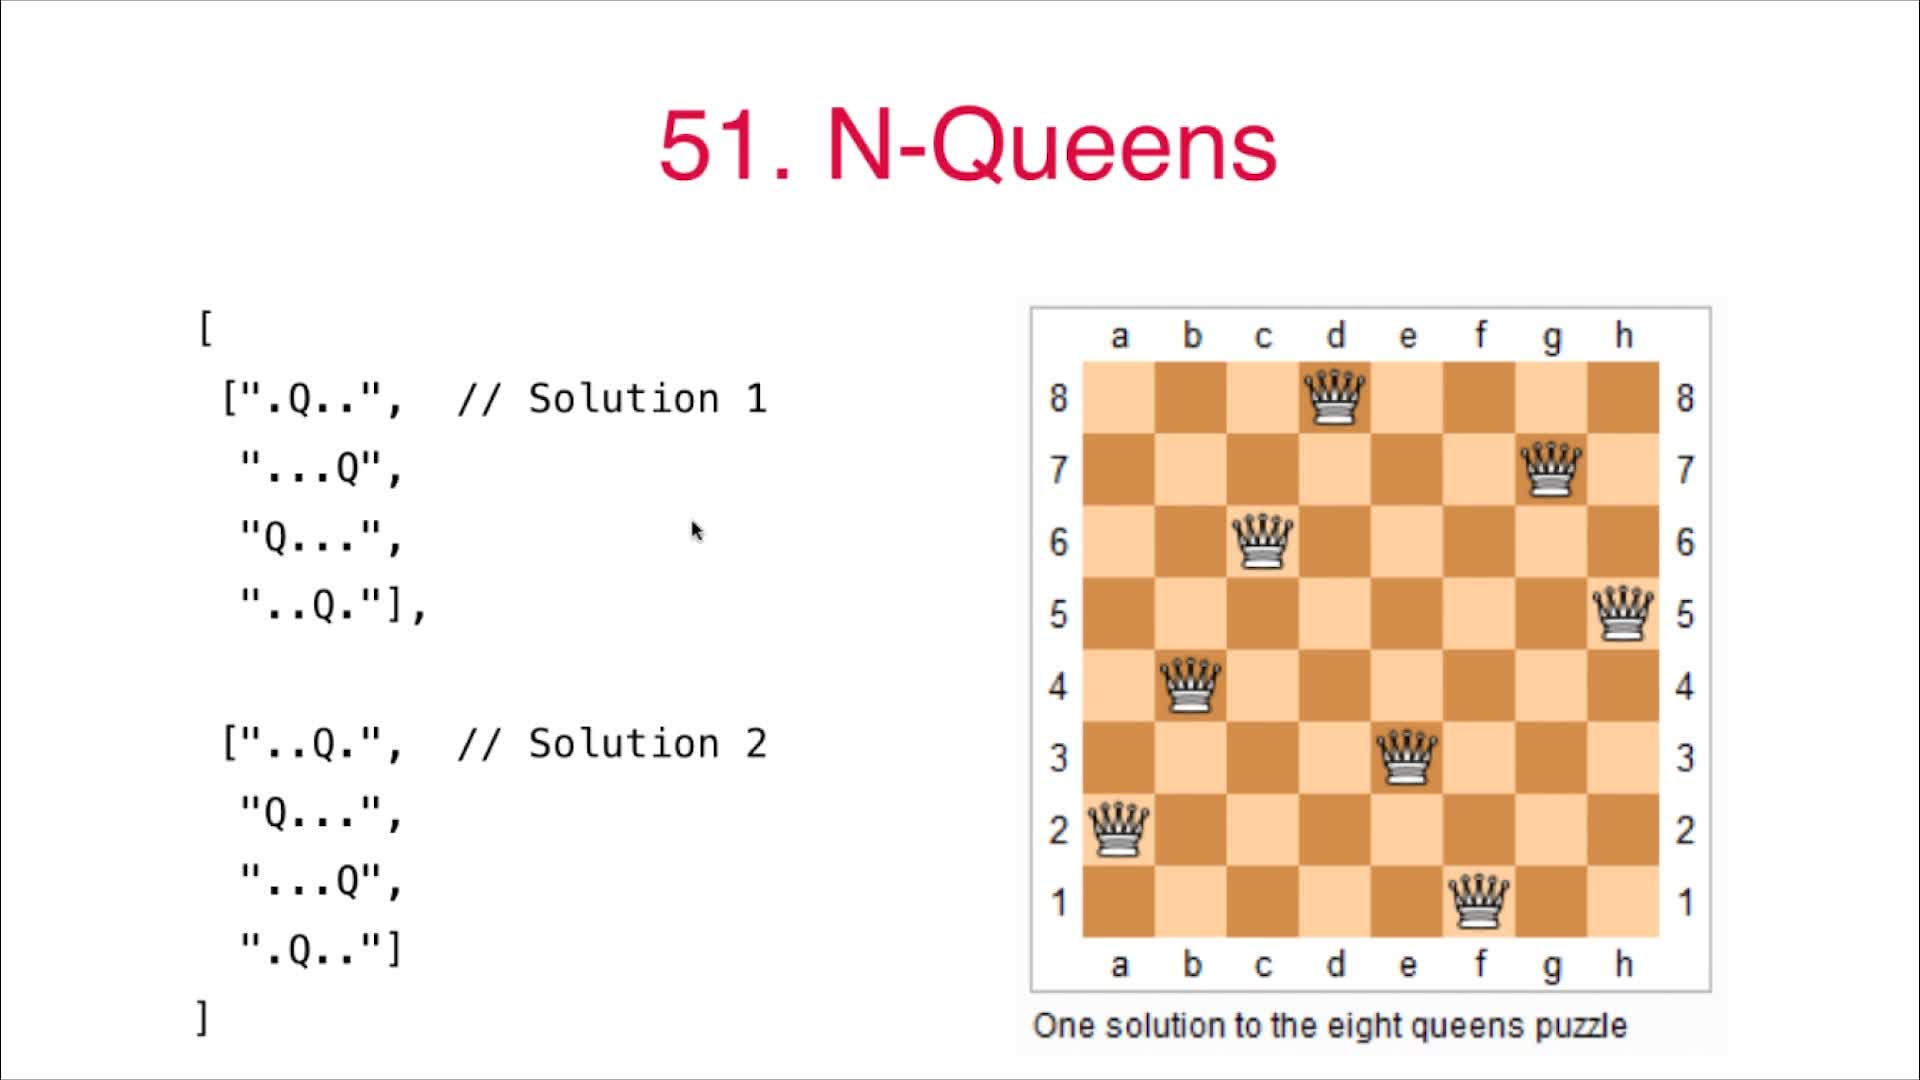 51. N-Queens
[
[".Q..", // Solution 1
"...Q",
"Q...",
"..Q."],
["..Q.", // Solution 2
"Q...",
"...Q",
".Q.."]
]
a b c d e f g h
8 8
7 7
6 6
5 5
4 4
3 3
2 2
1 1
a b c d e f g h
One solution to the eight queens puzzle